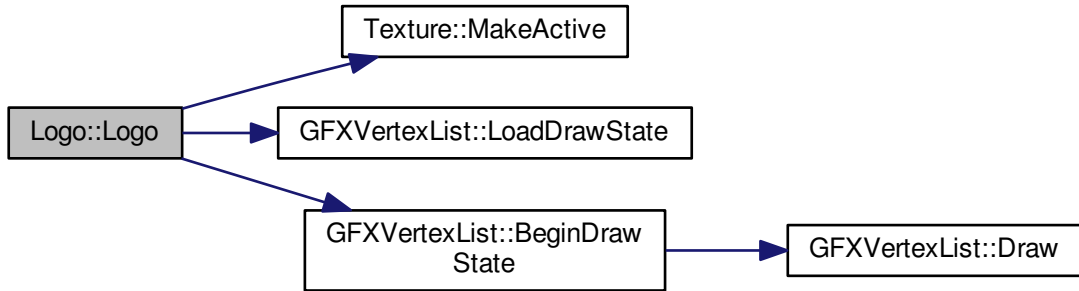 Texture::MakeActive
Logo::Logo
GFXVertexList::LoadDrawState
GFXVertexList::BeginDraw
State
GFXVertexList::Draw